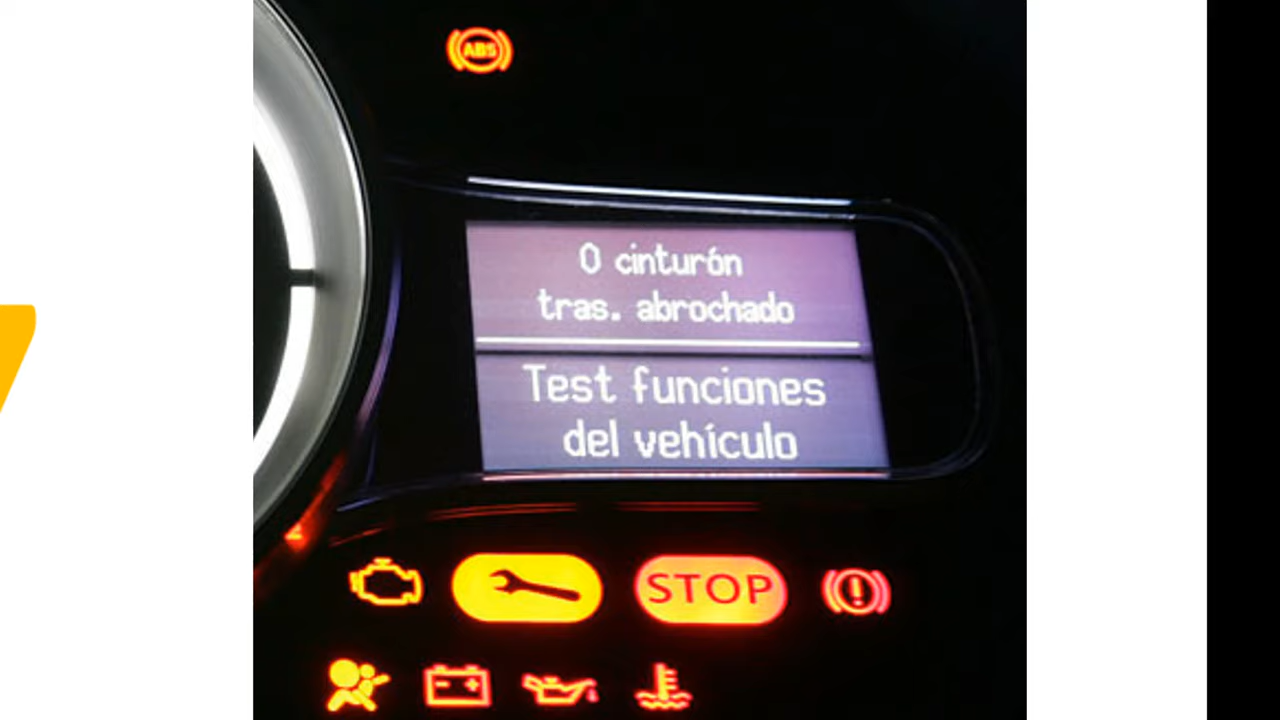 ABS
0 cinturón
tras. abrochado
Test funciones
del vehículo
STOP